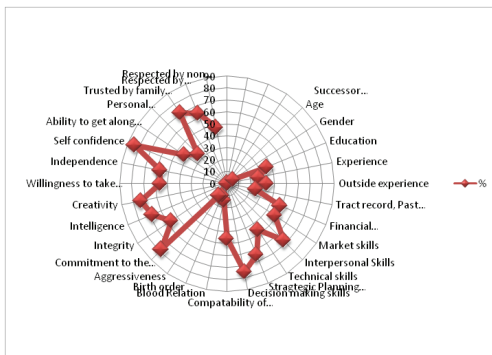 Respected by non...
90
Respected by...
80
Trusted by family...
70
Successor...
Personal...
60
Age
50
Ability to get along...
Gender
40
Self confidence
30
Education
20
Independence
10
Experience
Willingness to take...
0
Outside experience
%
Creativity
Tract record, Past...
Intelligence
Financial...
Integrity
Market skills
Commitment to the...
Interpersonal Skills
Aggressiveness
Technical skills
Birth order
Stragtegic Planning...
Blood Relation
Decision making skills
Compatability of...